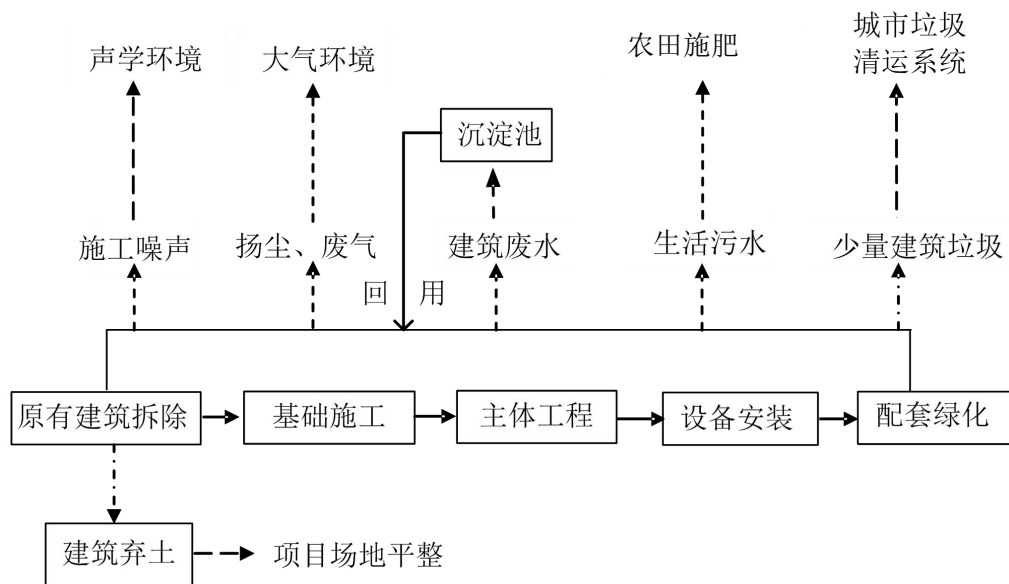 声学环境
大气环境
农田施肥
城市垃圾
清运系统
沉淀池
施工噪声
扬尘、废气
建筑废水
生活污水
少量建筑垃圾
回 用
原有建筑拆除
基础施工
主体工程
设备安装
配套绿化
建筑弃土
项目场地平整